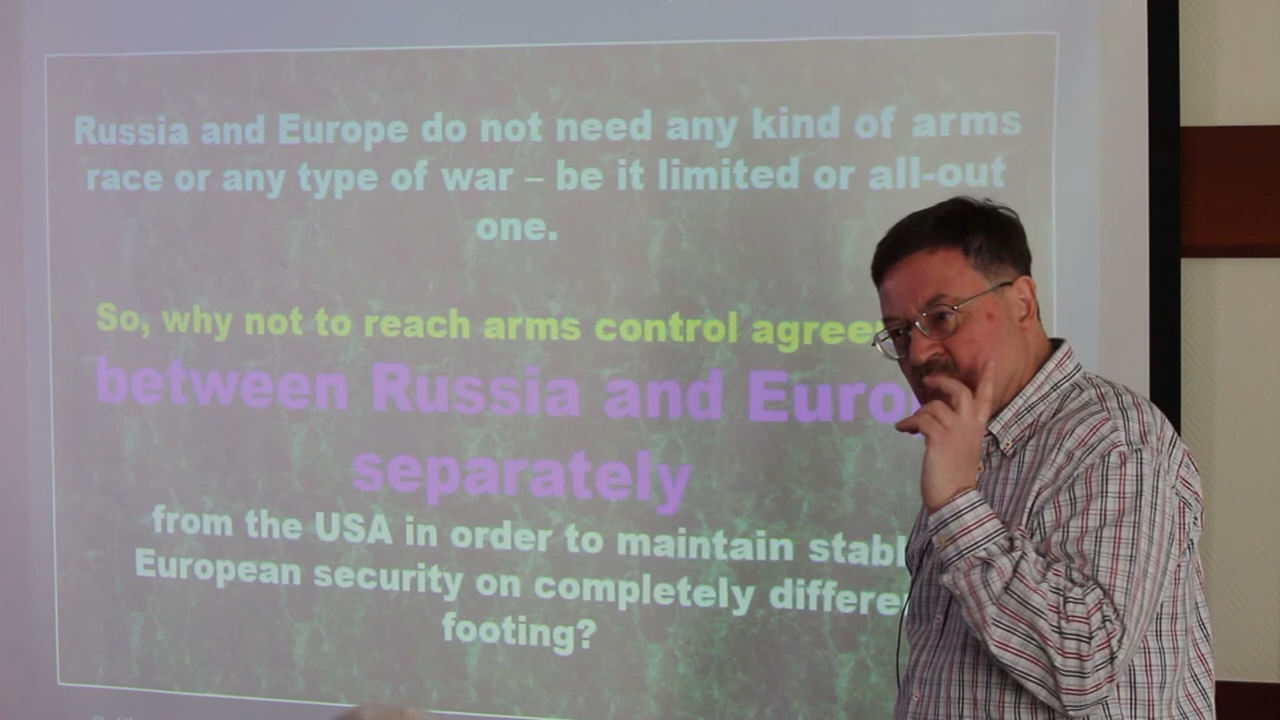 Russia and Europe do not need any kind of arms
race or any type of war – be it limited or all-out
one.
So, why not to reach arms control
between Russia and
separately
from the USA in order to maintain
European security on completely
footing?